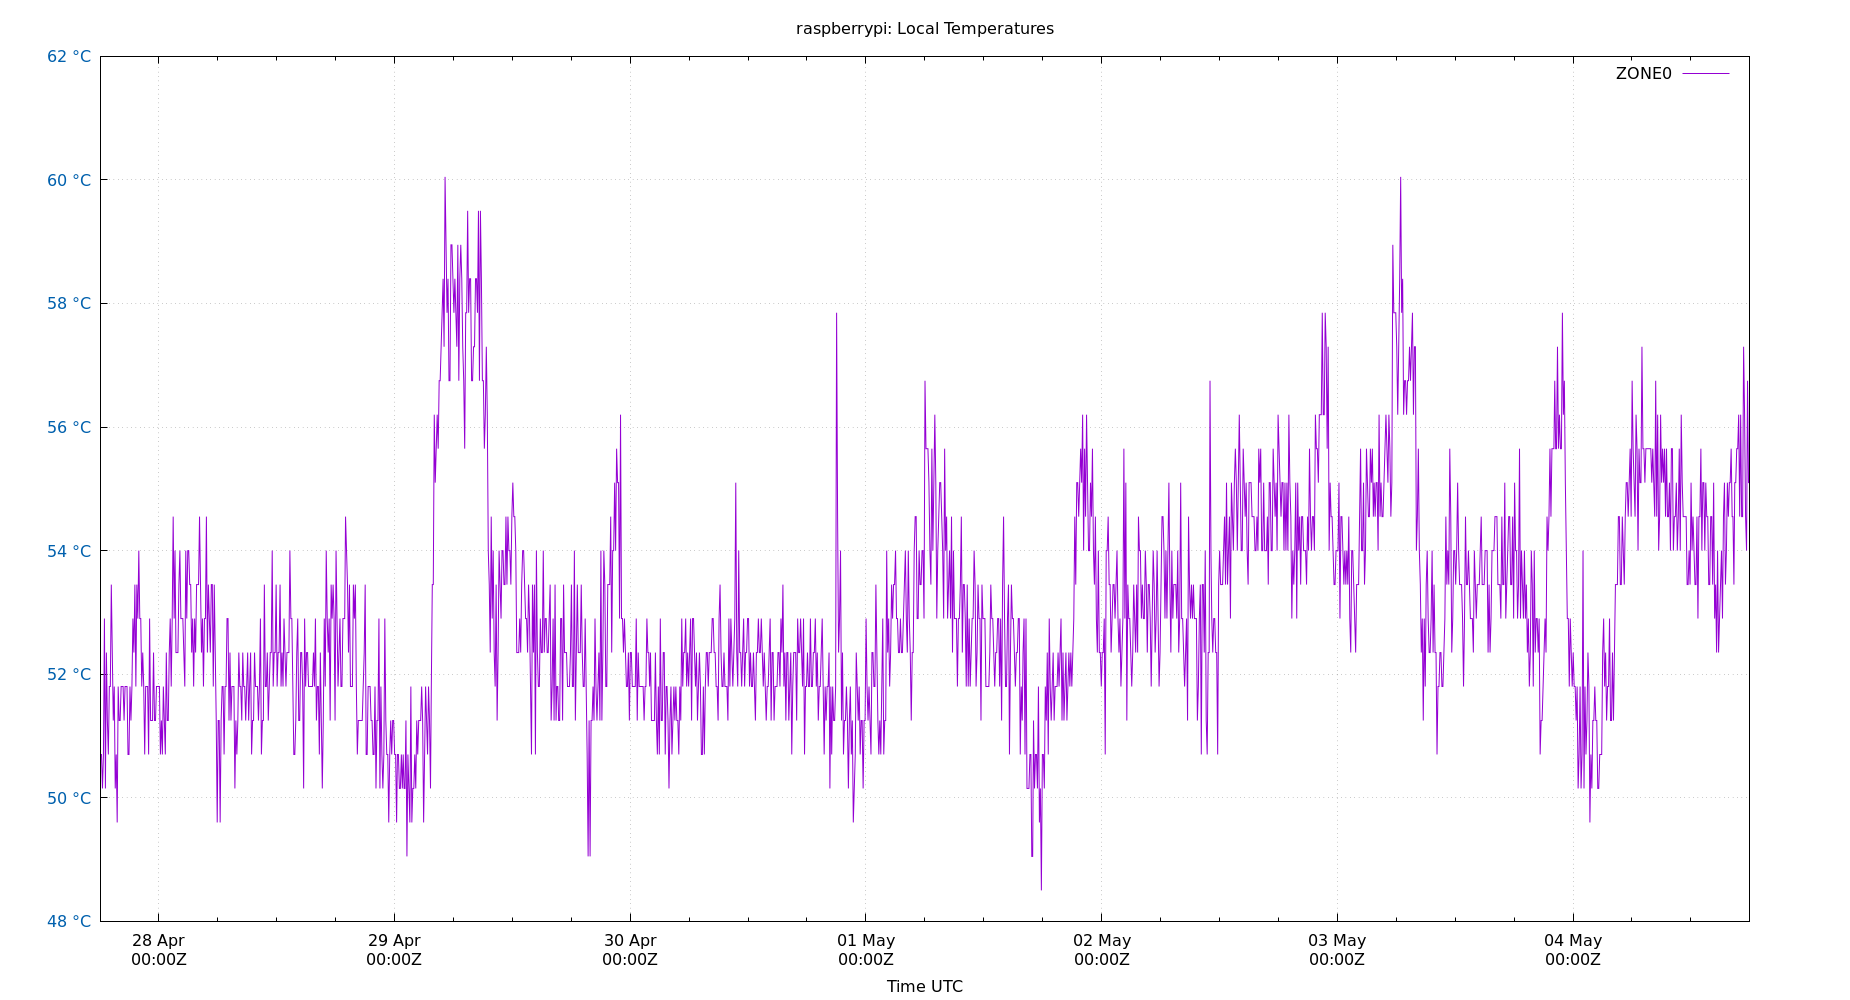 raspberrypi: Local Temperatures
62 °C
ZONE0
60 °C
58 °C
56 °C
54 °C
52 °C
50 °C
48 °C
28 Apr 29 Apr 30 Apr 01 May 02 May 03 May 04 May
00:00Z 00:00Z 00:00Z 00:00Z 00:00Z 00:00Z 00:00Z
Time UTC